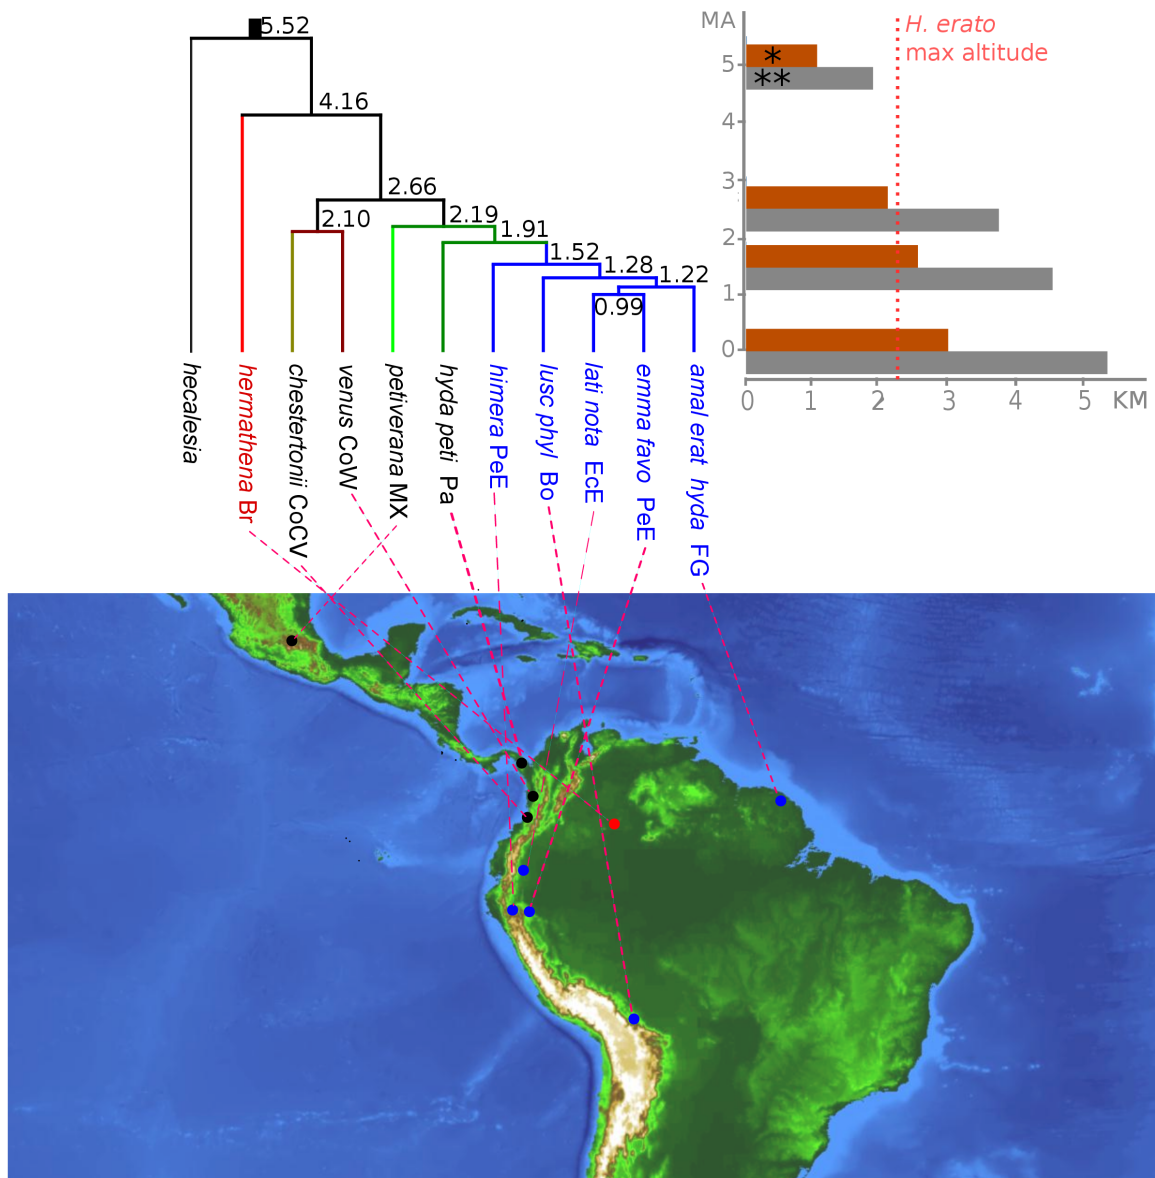 5.52
4.16
2.66
2.10
2.19
1.91
1.52
1.28
1.22
0.99
hecalesia
hermathena Br
chestertonii CoCV
venus CoW
petiverana MX
hyda peti Pa
himera PeE
lusc phyl Bo
lati nota EcE
emma favo PeE
amal erat hyda FG
MA
H. erato
max altitude
5
4
3
2
1
0
*
**
0 1 2 3 4 5 KM